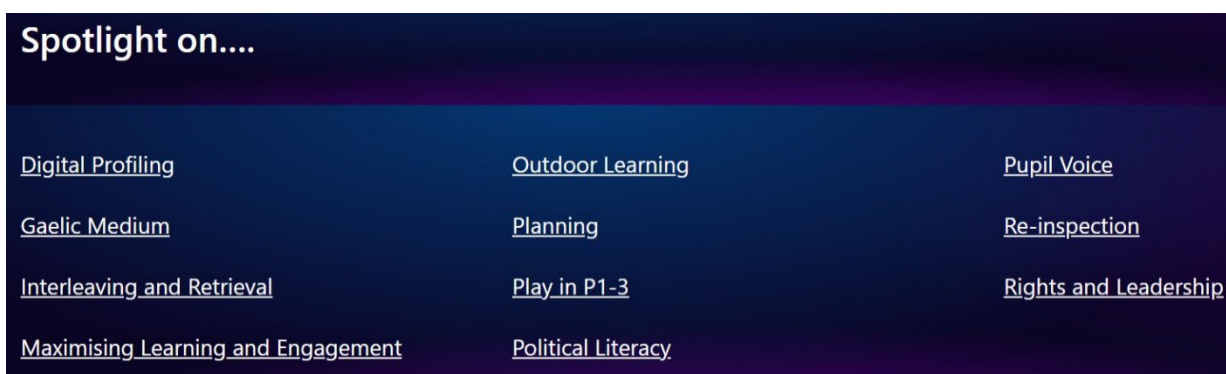 Spotlight on....
Digital Profiling
Gaelic Medium
Interleaving and Retrieval
Maximising Learning and Engagement
Outdoor Learning
Planning
Play in P1-3
Political Literacy
Pupil Voice
Re-inspection
Rights and Leadership